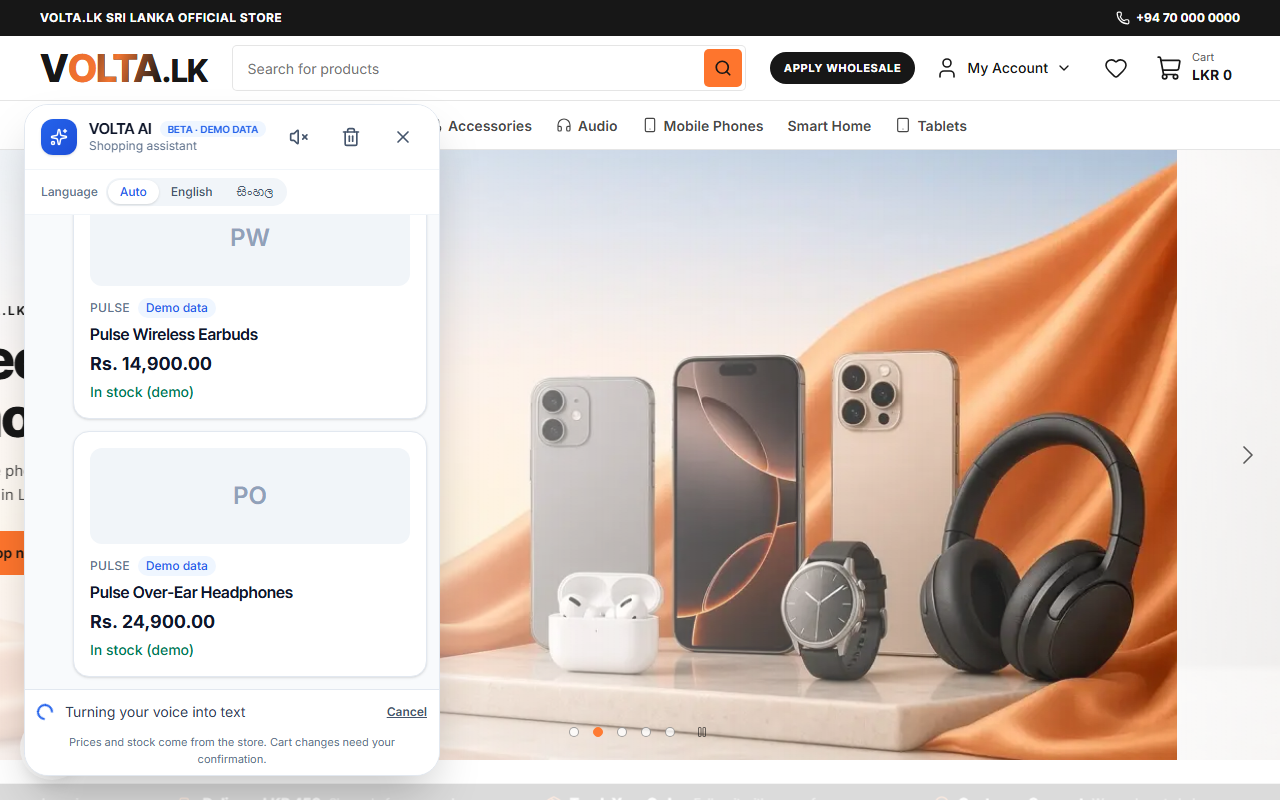 VOLTA.LK SRI LANKA OFFICIAL STORE
+94 70 000 0000
VOLTA.LK
Search for products
APPLY WHOLESALE
My Account
Cart
LKR 0
Accessories
Audio
Mobile Phones
Smart Home
Tablets
VOLTA AI
BETA · DEMO DATA
Shopping assistant
Language
Auto
English
සිංහල
PW
PULSE
Demo data
Pulse Wireless Earbuds
Rs. 14,900.00
In stock (demo)
PO
PULSE
Demo data
Pulse Over-Ear Headphones
Rs. 24,900.00
In stock (demo)
Turning your voice into text
Cancel
Prices and stock come from the store. Cart changes need your
confirmation.